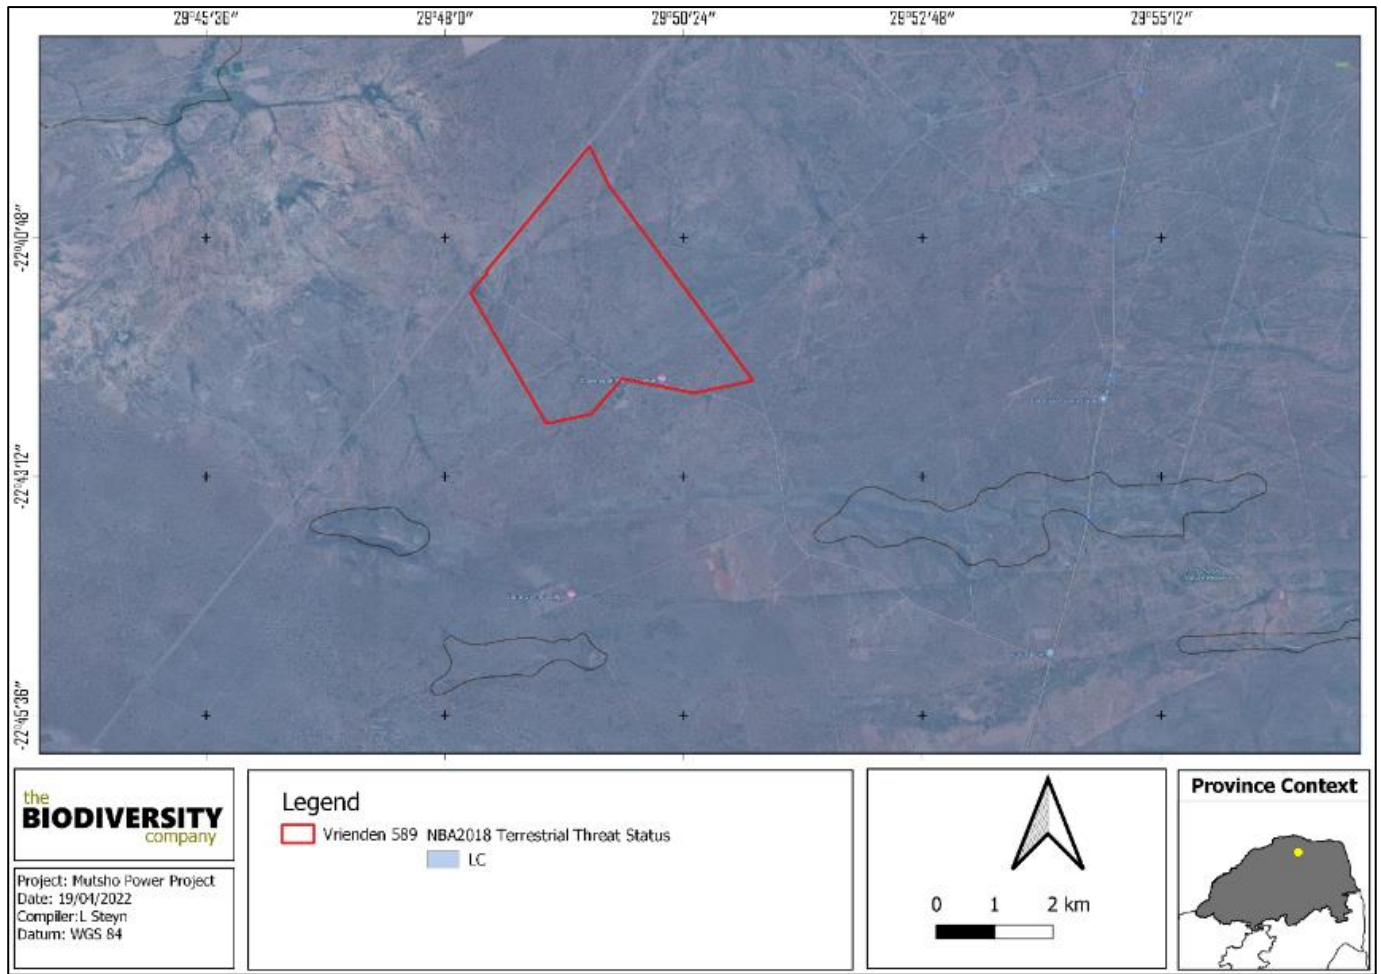 29°45'36" 29°48'0" 29°50'24" 29°52'48" 29°55'12"
-22°40'48"
-22°43'12"
-22°45'36"
the
BIODIVERSITY
company
Project: Mutsho Power Project
Date: 19/04/2022
Compiler:L Steyn
Datum: WGS 84
Legend
Vrienden 589 NBA2018 Terrestrial Threat Status
LC
0 1 2 km
Province Context